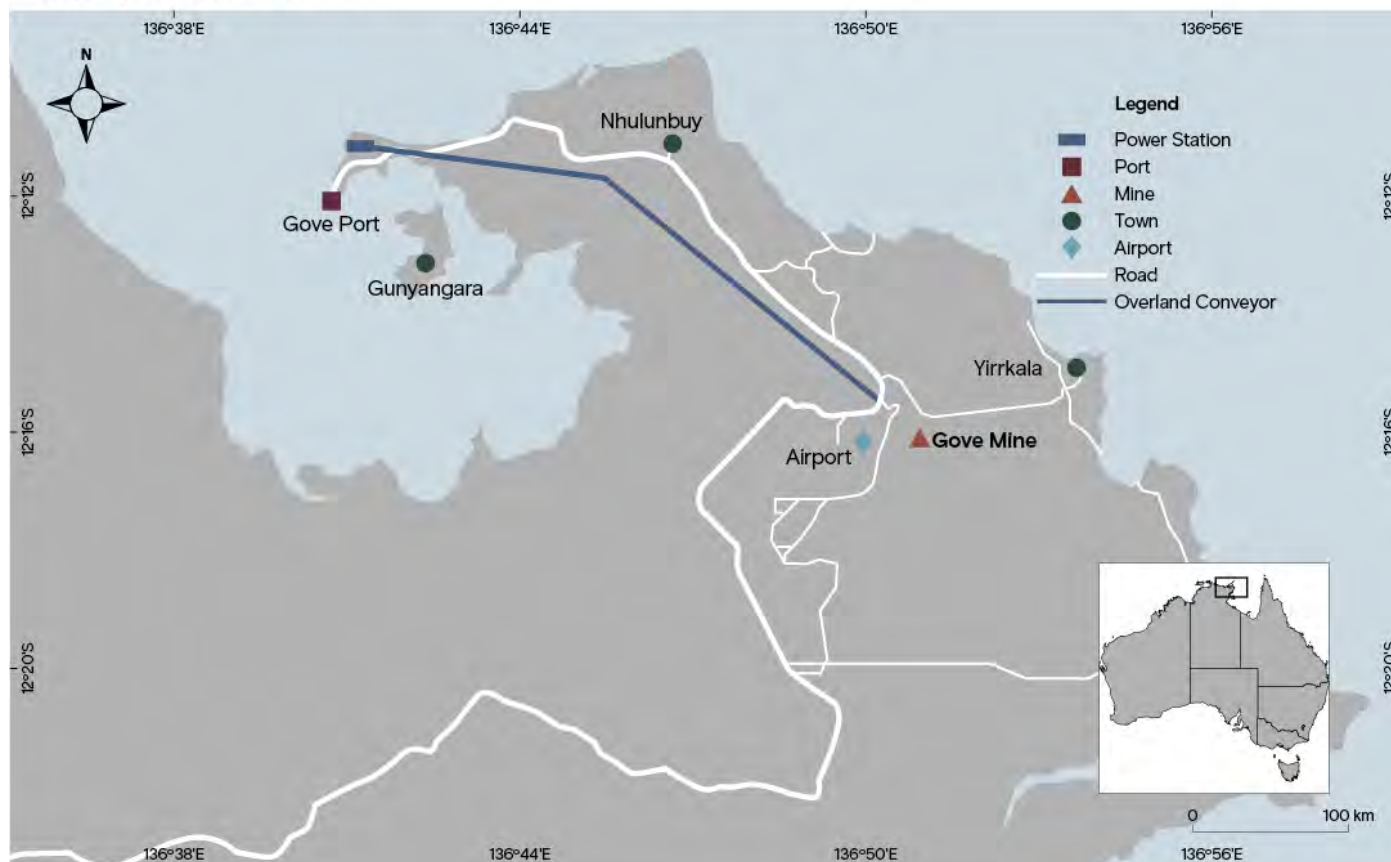 136°38'E
136°44'E
136°50'E
136°56'E
N
Legend
Power Station
Port
Mine
Town
Airport
Road
Overland Conveyor
Nhulunbuy
12°12'S
12°12'S
Gove Port
Gunyangara
Yirrkala
12°16'S
12°16'S
Gove Mine
Airport
12°20'S
12°20'S
0
100 km
136°38'E
136°44'E
136°50'E
136°56'E